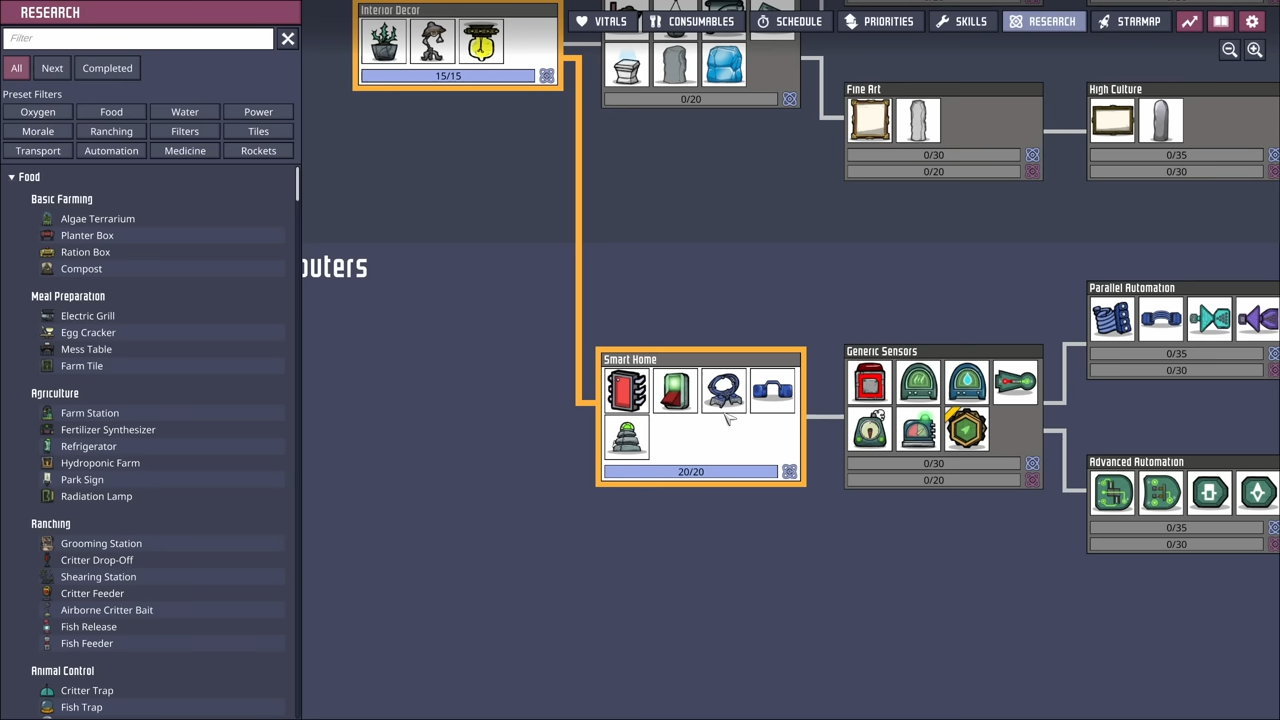 RESEARCH
Filter
All
Next
Completed
Preset Filters
Oxygen
Food
Water
Power
Morale
Ranching
Filters
Tiles
Transport
Automation
Medicine
Rockets
Food
Basic Farming
Algae Terrarium
Planter Box
Ration Box
Compost
Meal Preparation
Electric Grill
Egg Cracker
Mess Table
Farm Tile
Agriculture
Farm Station
Fertilizer Synthesizer
Refrigerator
Hydroponic Farm
Park Sign
Radiation Lamp
Ranching
Grooming Station
Critter Drop-Off
Shearing Station
Critter Feeder
Airborne Critter Bait
Fish Release
Fish Feeder
Animal Control
Critter Trap
Fish Trap
VITALS
CONSUMABLES
SCHEDULE
PRIORITIES
SKILLS
RESEARCH
STARMAP
Interior Decor
15/15
0/20
Fine Art
0/30
0/20
High Culture
0/35
0/30
outers
Smart Home
20/20
Generic Sensors
0/30
0/20
Parallel Automation
0/35
0/30
Advanced Automation
0/35
0/30